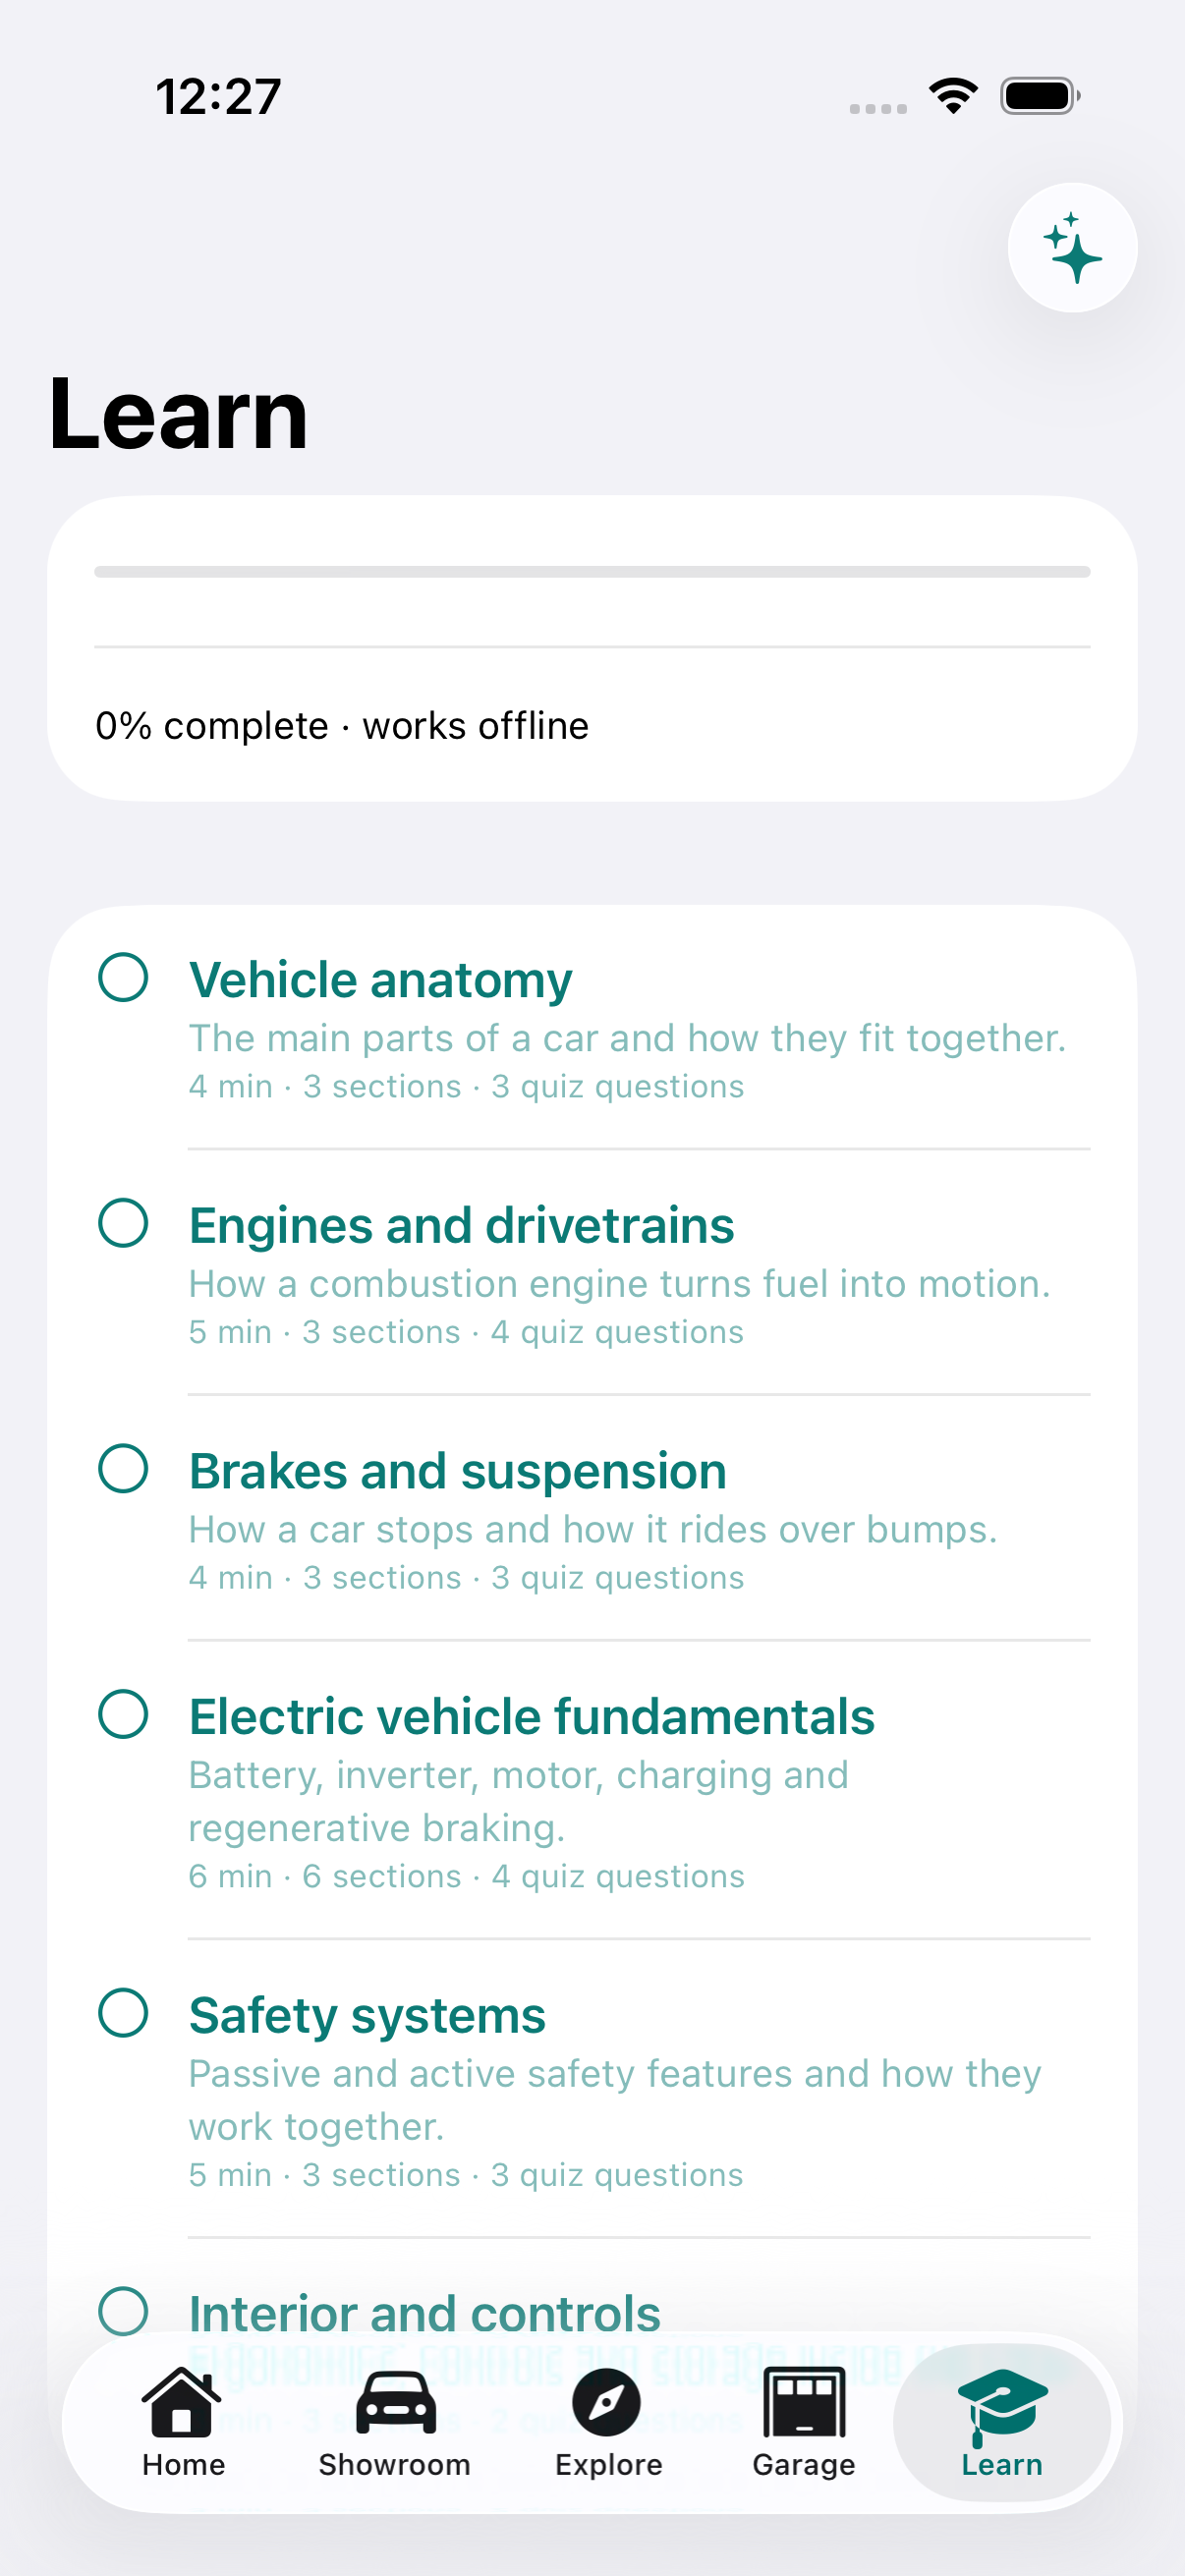 12:27
Learn
0% complete · works offline
Vehicle anatomy
The main parts of a car and how they fit together.
4 min · 3 sections · 3 quiz questions
Engines and drivetrains
How a combustion engine turns fuel into motion.
5 min · 3 sections · 4 quiz questions
Brakes and suspension
How a car stops and how it rides over bumps.
4 min · 3 sections · 3 quiz questions
Electric vehicle fundamentals
Battery, inverter, motor, charging and
regenerative braking.
6 min · 6 sections · 4 quiz questions
Safety systems
Passive and active safety features and how they
work together.
5 min · 3 sections · 3 quiz questions
Interior and controls
Home
Showroom
Explore
Garage
Learn